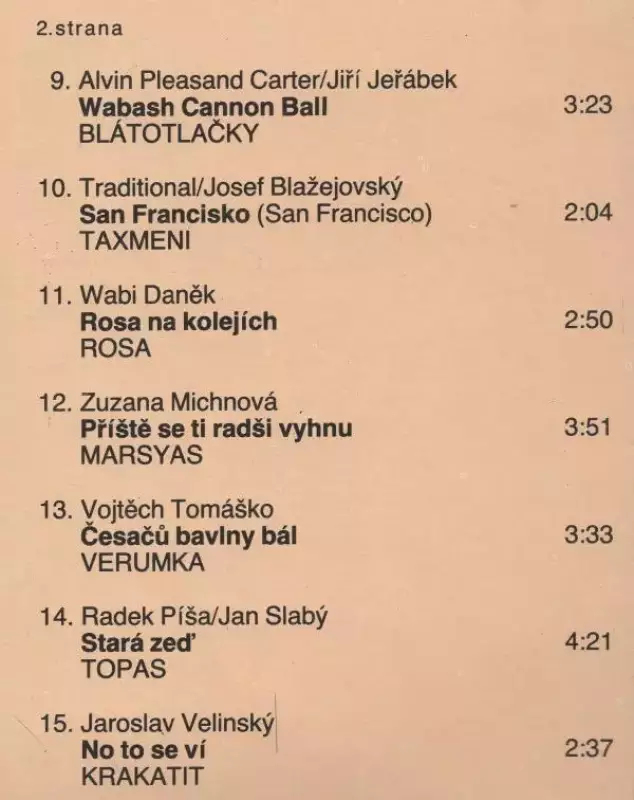 2.strana
9. Alvin Pleasand Carter/Jiří Jeřábek
Wabash Cannon Ball 3:23
BLÁTOTLAČKY
10. Traditional/Josef Blažejovský
San Francisko (San Francisco) 2:04
TAXMENI
11. Wabi Daněk
Rosa na kolejích 2:50
ROSA
12. Zuzana Michnová
Příště se ti radši vyhnu 3:51
MARSYAS
13. Vojtěch Tomáško
Česačů bavlny bál 3:33
VERUMKA
14. Radek Píša/Jan Slabý
Stará zeď 4:21
TOPAS
15. Jaroslav Velinský
No to se ví 2:37
KRAKATIT